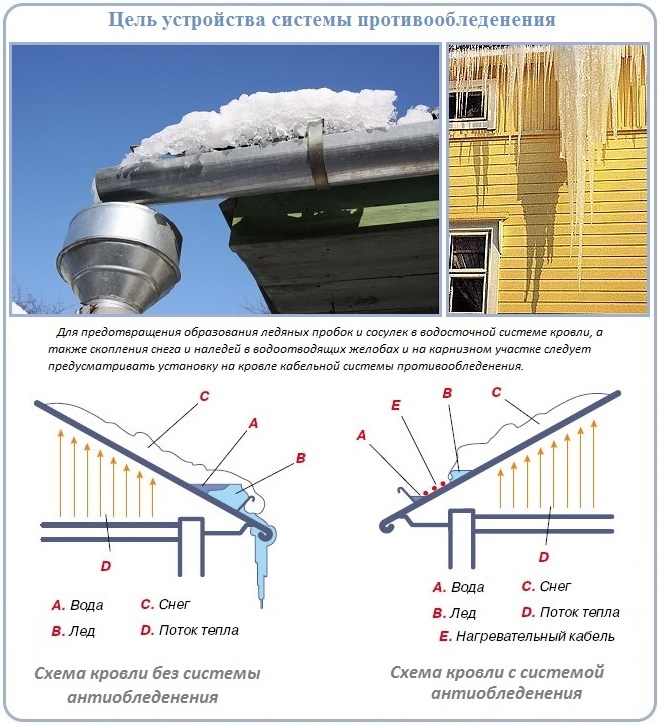 Цель устройства системы противообледенения
Для предотвращения образования ледяных пробок и сосулек в водосточной системе кровли, а
также скопления снега и наледей в водоотводящих желобах и на карнизном участке следует
предусматривать установку на кровле кабельной системы противообледенения.
C
A
B
D
A. Вода
C. Снег
B. Лед
D. Поток тепла
Схема кровли без системы
антиобледенения
C
B
E
A
D
A. Вода
C. Снег
B. Лед
D. Поток тепла
E. Нагревательный кабель
Схема кровли с системой
антиобледенения